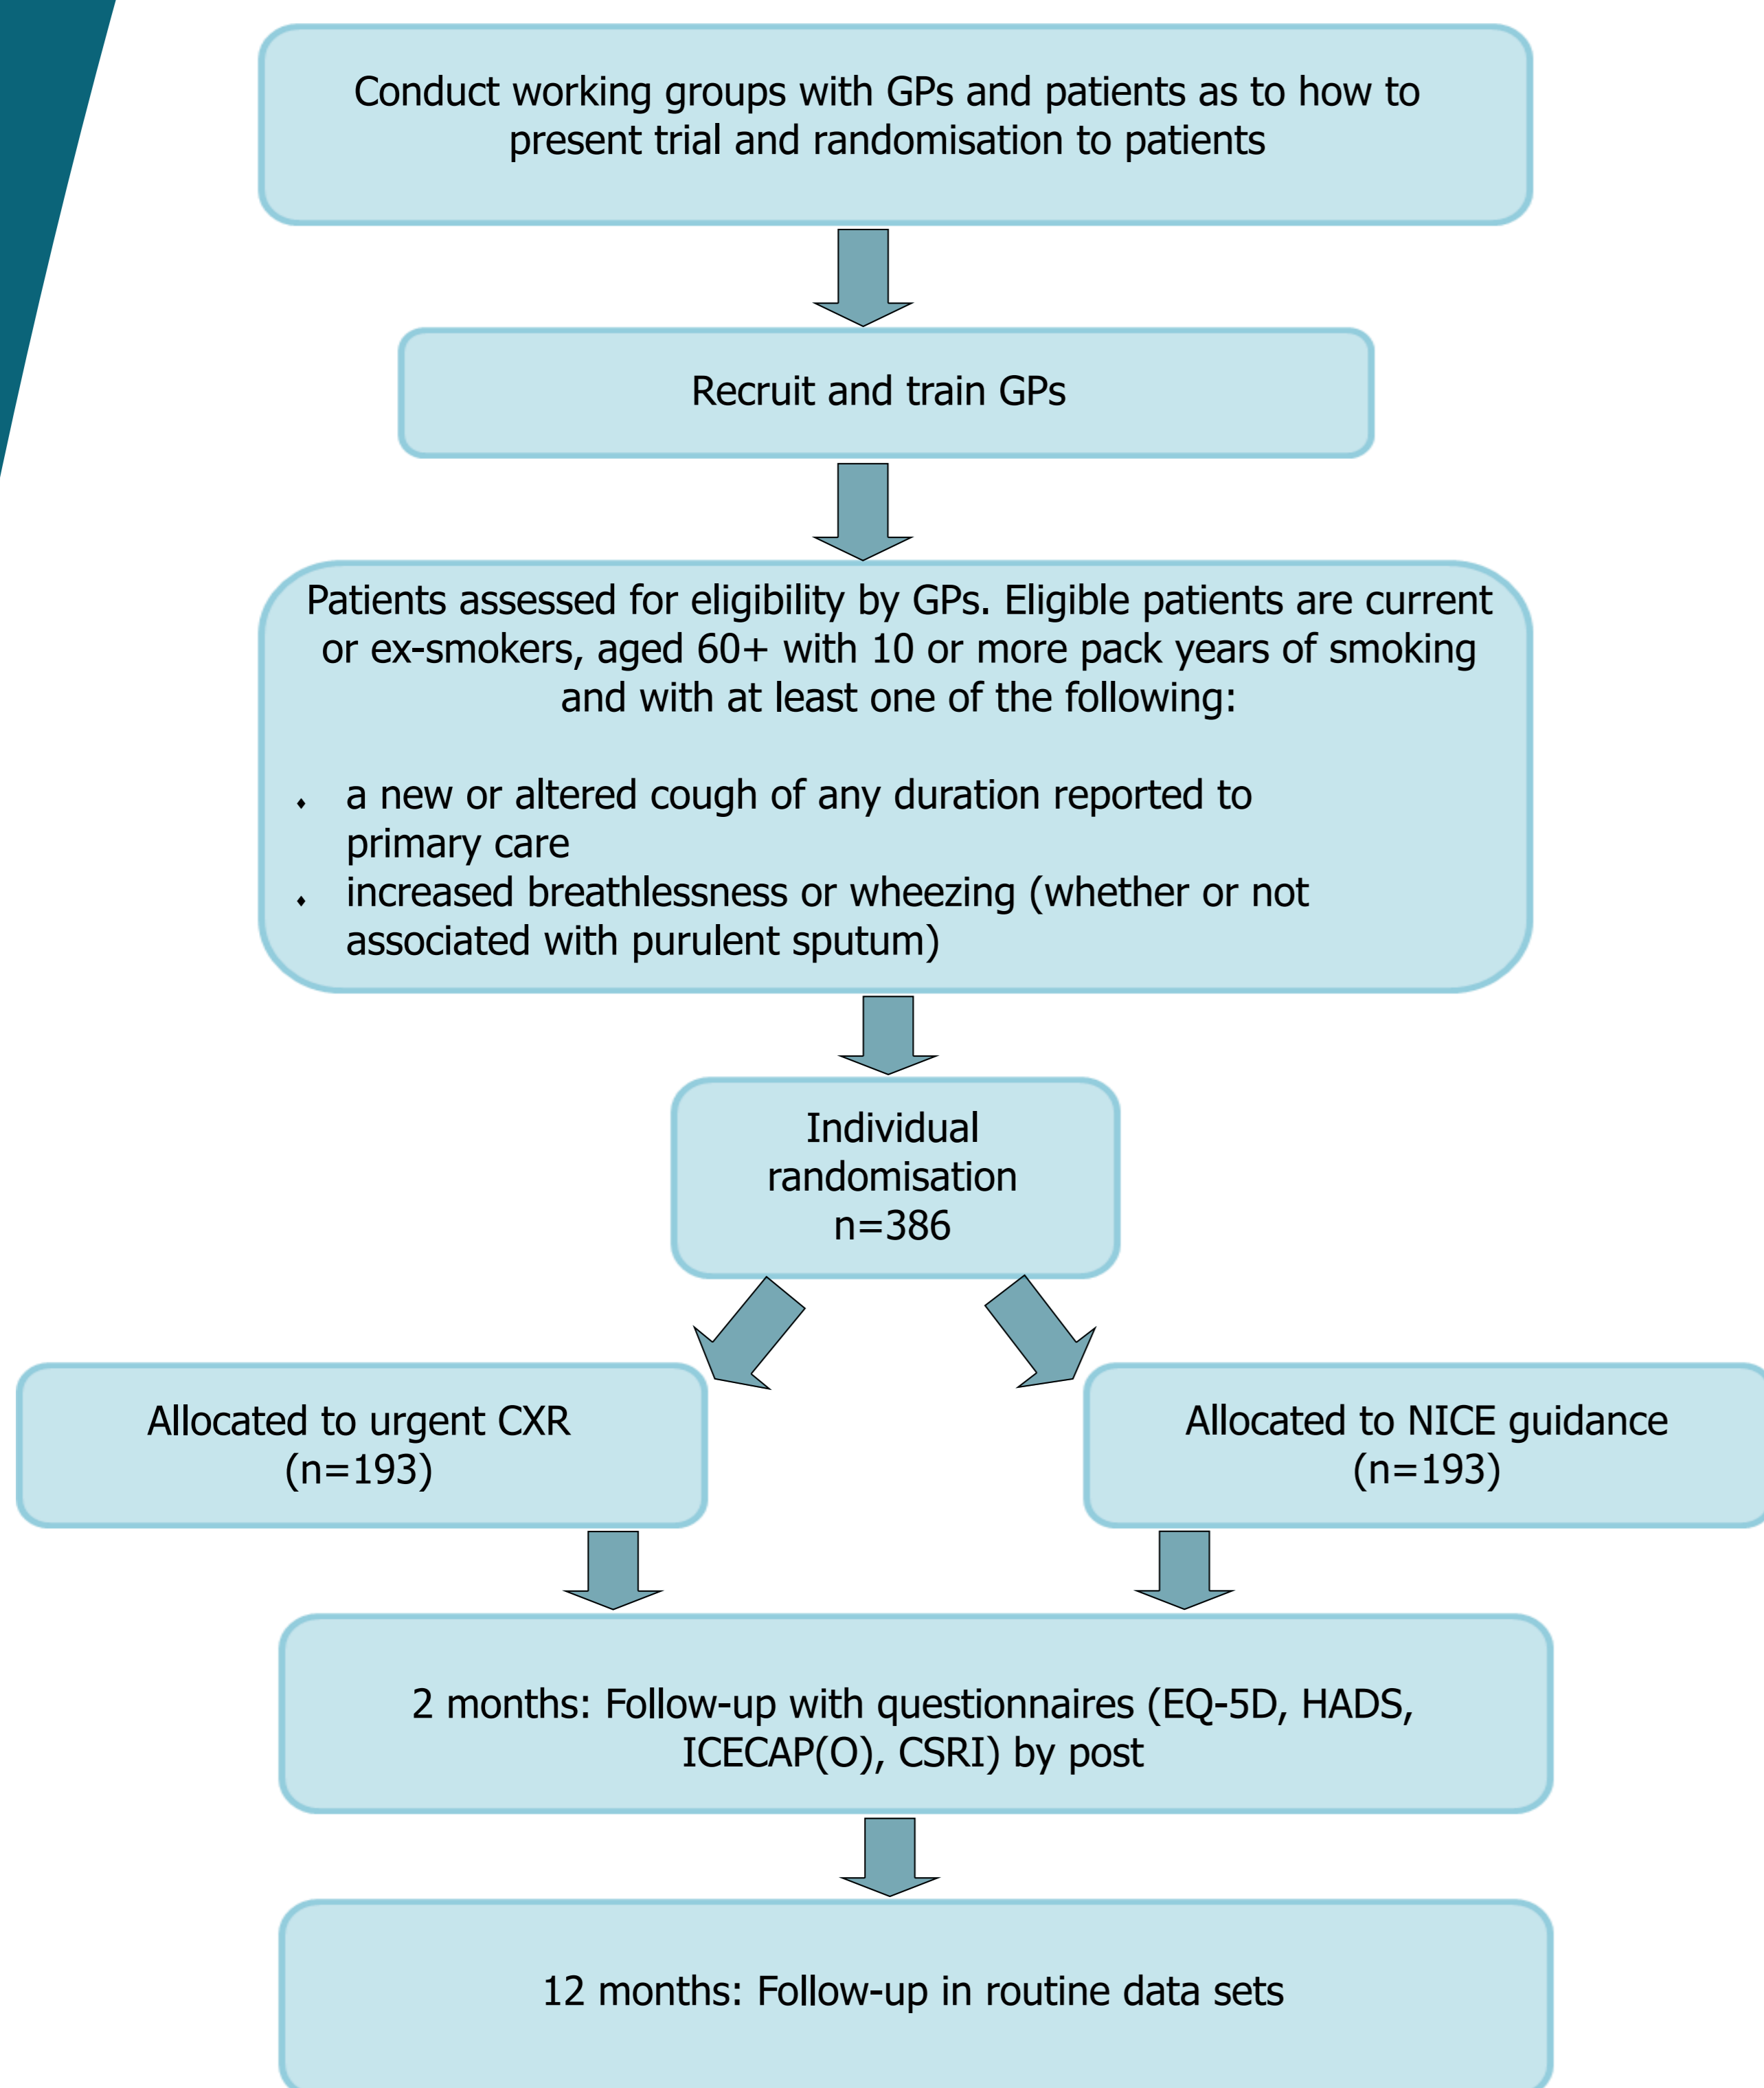 Conduct working groups with GPs and patients as to how to
present trial and randomisation to patients
Recruit and train GPs
Patients assessed for eligibility by GPs. Eligible patients are current
or ex-smokers, aged 60+ with 10 or more pack years of smoking
and with at least one of the following:
⬧ a new or altered cough of any duration reported to
primary care
⬧ increased breathlessness or wheezing (whether or not
associated with purulent sputum)
Individual
randomisation
n=386
Allocated to urgent CXR
(n=193)
Allocated to NICE guidance
(n=193)
2 months: Follow-up with questionnaires (EQ-5D, HADS,
ICECAP(O), CSRI) by post
12 months: Follow-up in routine data sets